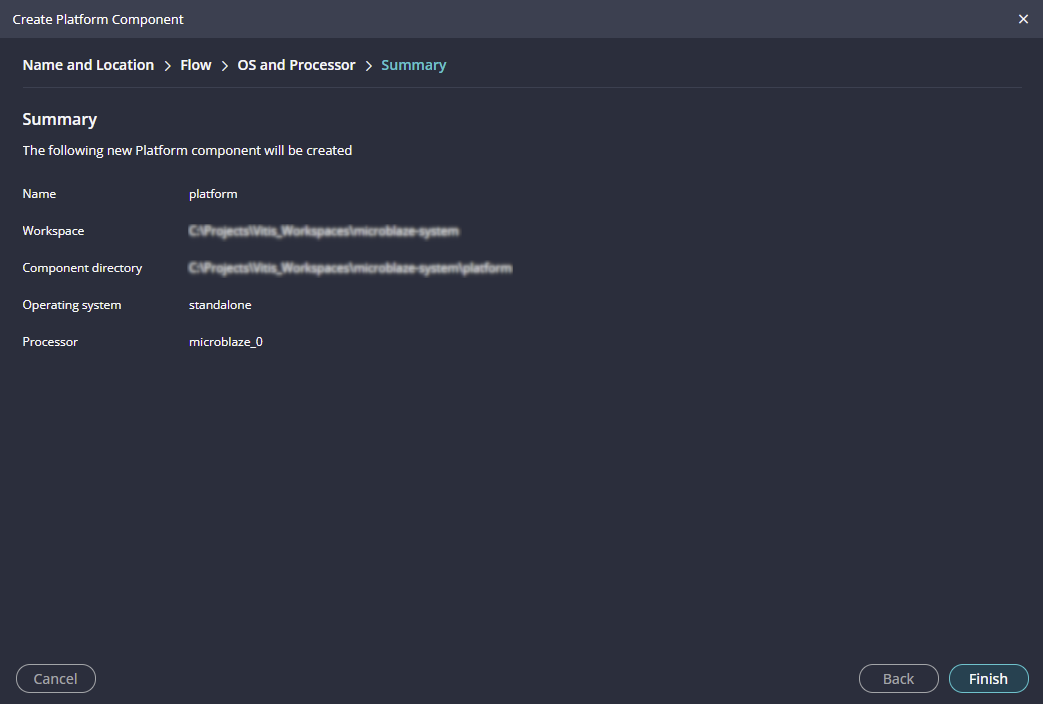 Create Platform Component
Name and Location > Flow > OS and Processor > Summary
Summary
The following new Platform component will be created
Name platform
Workspace C:\Projects\Vitis_Workspaces\microblaze-system
Component directory C:\Projects\Vitis_Workspaces\microblaze-system\platform
Operating system standalone
Processor microblaze_0
Cancel Back Finish